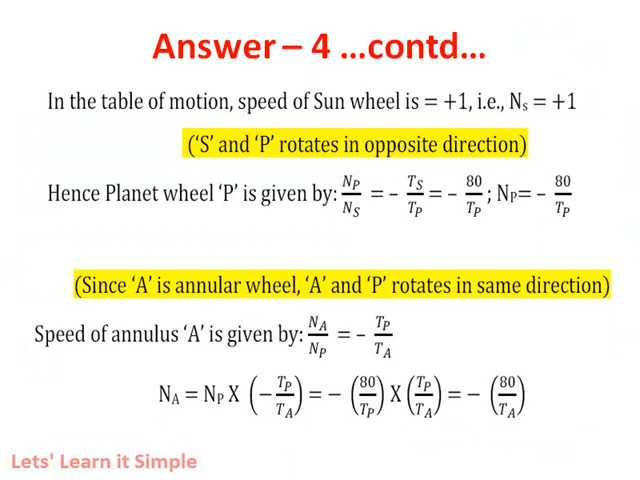 Answer – 4 ...contd...
In the table of motion, speed of Sun wheel is = +1, i.e., Nₛ = +1
('S' and 'P' rotates in opposite direction)
Hence Planet wheel 'P' is given by: N_P/N_S = − T_S/T_P = − 80/T_P ; N_P= − 80/T_P
(Since 'A' is annular wheel, 'A' and 'P' rotates in same direction)
Speed of annulus 'A' is given by: N_A/N_P = − T_P/T_A
N_A = N_P X (−T_P/T_A) = − (80/T_P) X (T_P/T_A) = − (80/T_A)
Lets' Learn it Simple